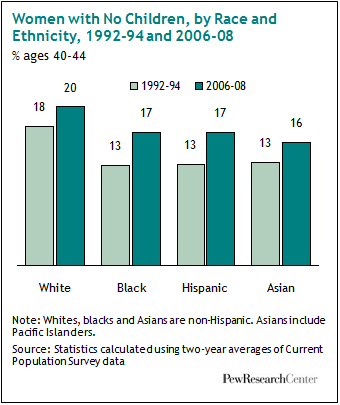 Women with No Children, by Race and
Ethnicity, 1992-94 and 2006-08
% ages 40-44
1992-94 2006-08
18 20 13 17 13 17 13 16
White Black Hispanic Asian
Note: Whites, blacks and Asians are non-Hispanic. Asians include
Pacific Islanders.
Source: Statistics calculated using two-year averages of Current
Population Survey data
PewResearchCenter